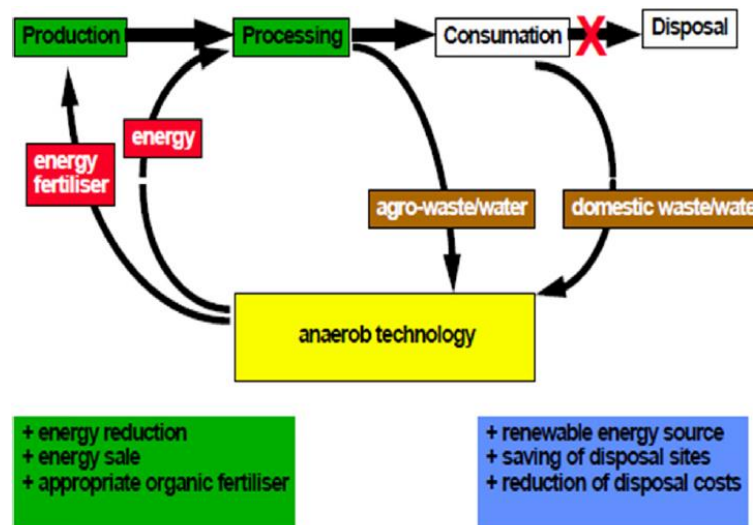 Production
Processing
Consumation
X
Disposal
energy
energy
fertiliser
agro-waste/water
domestic waste/wate
anaerob technology
+ energy reduction
+ energy sale
+ appropriate organic fertiliser
+ renewable energy source
+ saving of disposal sites
+ reduction of disposal costs